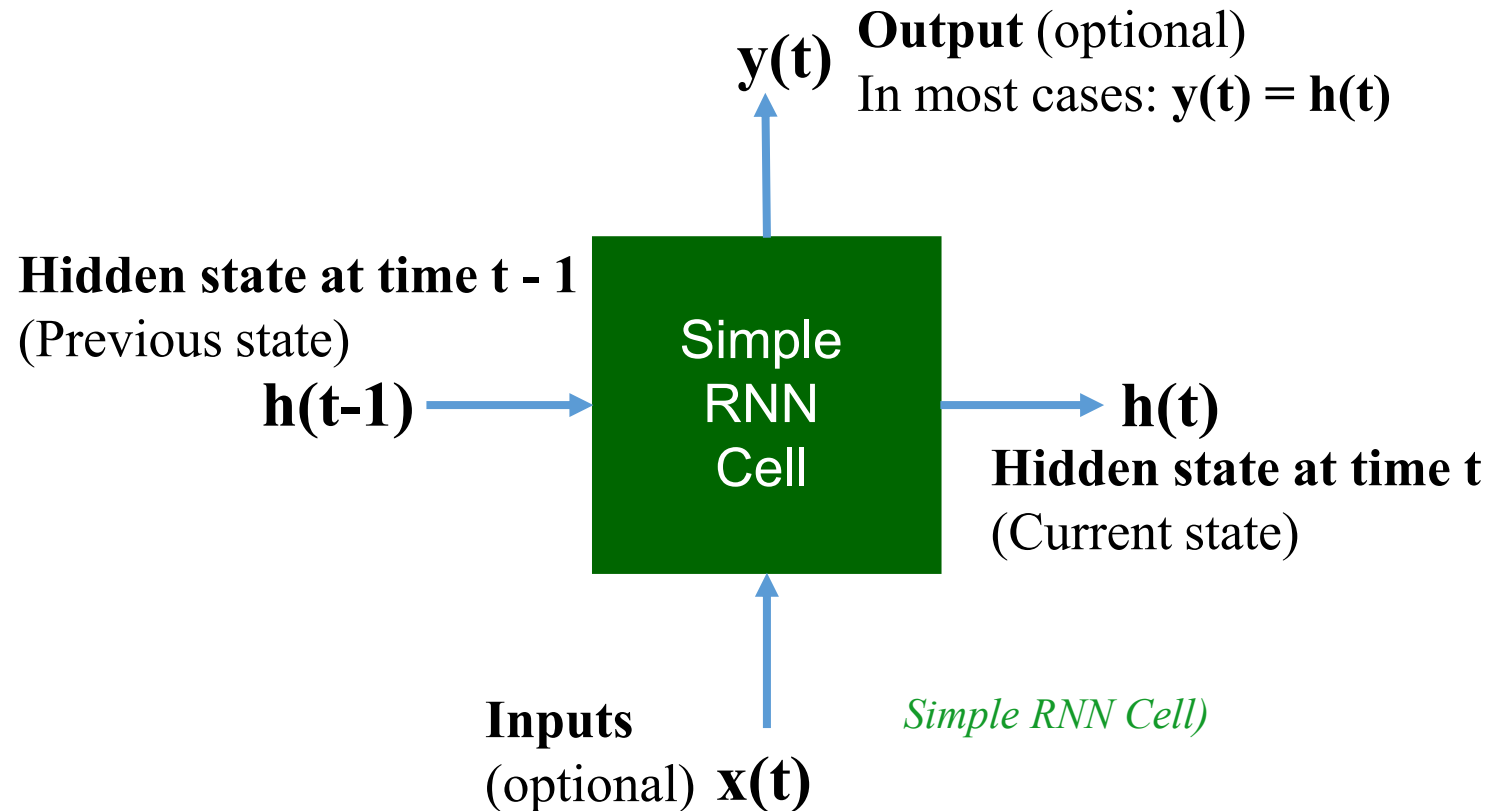 y(t)
Output (optional)
In most cases: y(t) = h(t)
Hidden state at time t - 1
(Previous state)
h(t-1)
Simple
RNN
Cell
h(t)
Hidden state at time t
(Current state)
Inputs
(optional) x(t)
Simple RNN Cell)